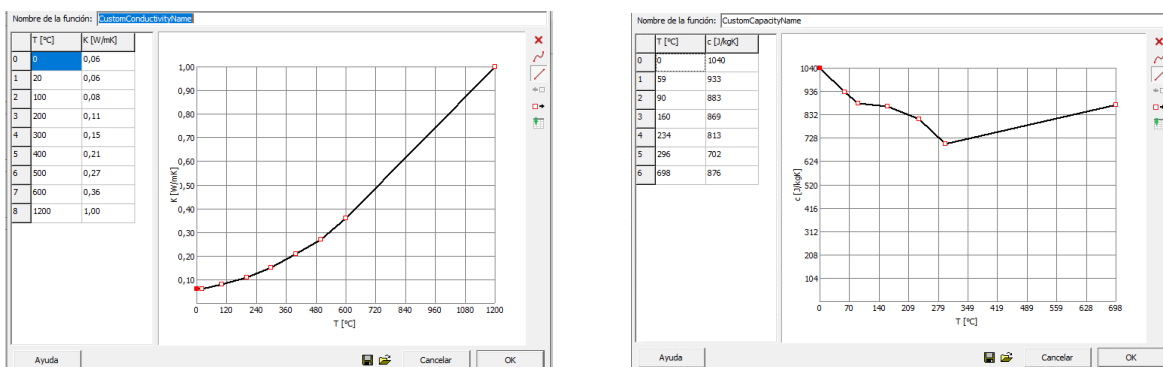 Nombre de la función: CustomConductivityName
T [ºC] K [W/mK]
0 0 0,06
1 20 0,06
2 100 0,08
3 200 0,11
4 300 0,15
5 400 0,21
6 500 0,27
7 600 0,36
8 1200 1,00
K [W/mK]
1,00
0,90
0,80
0,70
0,60
0,50
0,40
0,30
0,20
0,10
0 120 240 360 480 600 720 840 960 1080 1200
T [ºC]
Ayuda Cancelar OK
Nombre de la función: CustomCapacityName
T [ºC] c [J/kgK]
0 0 1040
1 59 933
2 90 883
3 160 869
4 234 813
5 296 702
6 698 876
c [J/kgK]
1040
936
832
728
624
520
416
312
208
104
0 70 140 209 279 349 419 489 558 628 698
T [ºC]
Ayuda Cancelar OK